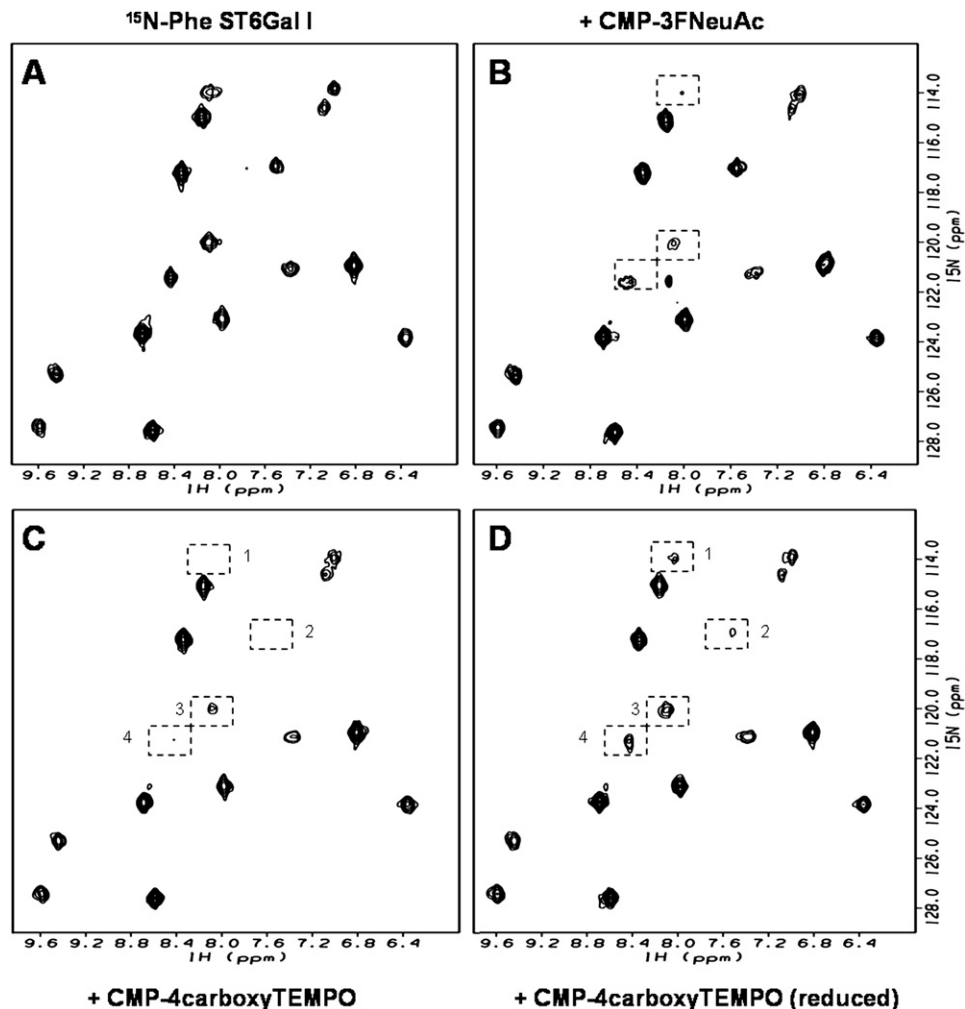 ¹⁵N-Phe ST6Gal I
+ CMP-3FNeuAc
A
B
114.0
116.0
118.0
120.0
122.0
124.0
126.0
128.0
15N (ppm)
9.6 9.2 8.8 8.4 8.0 7.6 7.2 6.8 6.4
1H (ppm)
9.6 9.2 8.8 8.4 8.0 7.6 7.2 6.8 6.4
1H (ppm)
C
1
2
3
4
D
1
2
3
4
114.0
116.0
118.0
120.0
122.0
124.0
126.0
128.0
15N (ppm)
9.6 9.2 8.8 8.4 8.0 7.6 7.2 6.8 6.4
1H (ppm)
9.6 9.2 8.8 8.4 8.0 7.6 7.2 6.8 6.4
1H (ppm)
+ CMP-4carboxyTEMPO
+ CMP-4carboxyTEMPO (reduced)